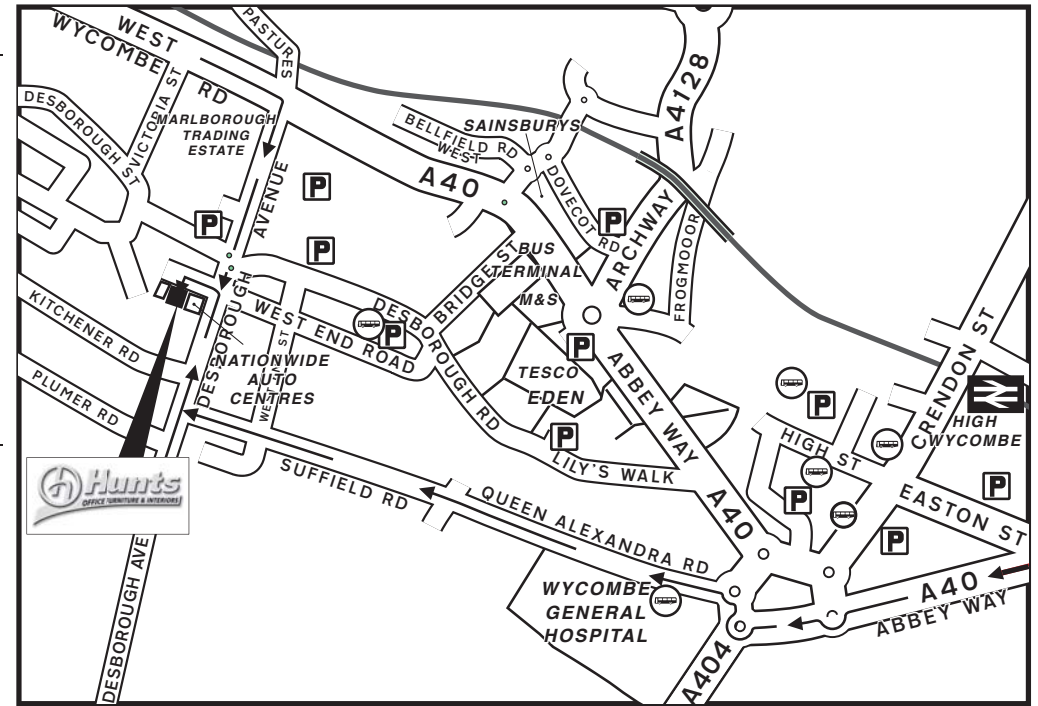 WEST
WYCOMBE
RD
PASTURES
A4128
DESBOROUGH ST
VICTORIA ST
MARLBOROUGH
TRADING
ESTATE
AVENUE
BELLFIELD RD
WEST
SAINSBURYS
A40
DOVECOT RD
ARCHWAY
FROGMOOOR
P
P
P
P
BUS
TERMINAL
M&S
BRIDGE ST
KITCHENER RD
PLUMER RD
DESBOROUGH
WEST END ROAD
WEST END ST
DESBOROUGH RD
P
P
NATIONWIDE
AUTO
CENTRES
TESCO
EDEN
ABBEY WAY
P
LILY'S WALK
P
HIGH ST
CRENDON ST
HIGH
WYCOMBE
P
P
P
EASTON ST
Hunts
OFFICE FURNITURE & INTERIORS
SUFFIELD RD
QUEEN ALEXANDRA RD
A40
DESBOROUGH AVE
WYCOMBE
GENERAL
HOSPITAL
A404
A40
ABBEY WAY